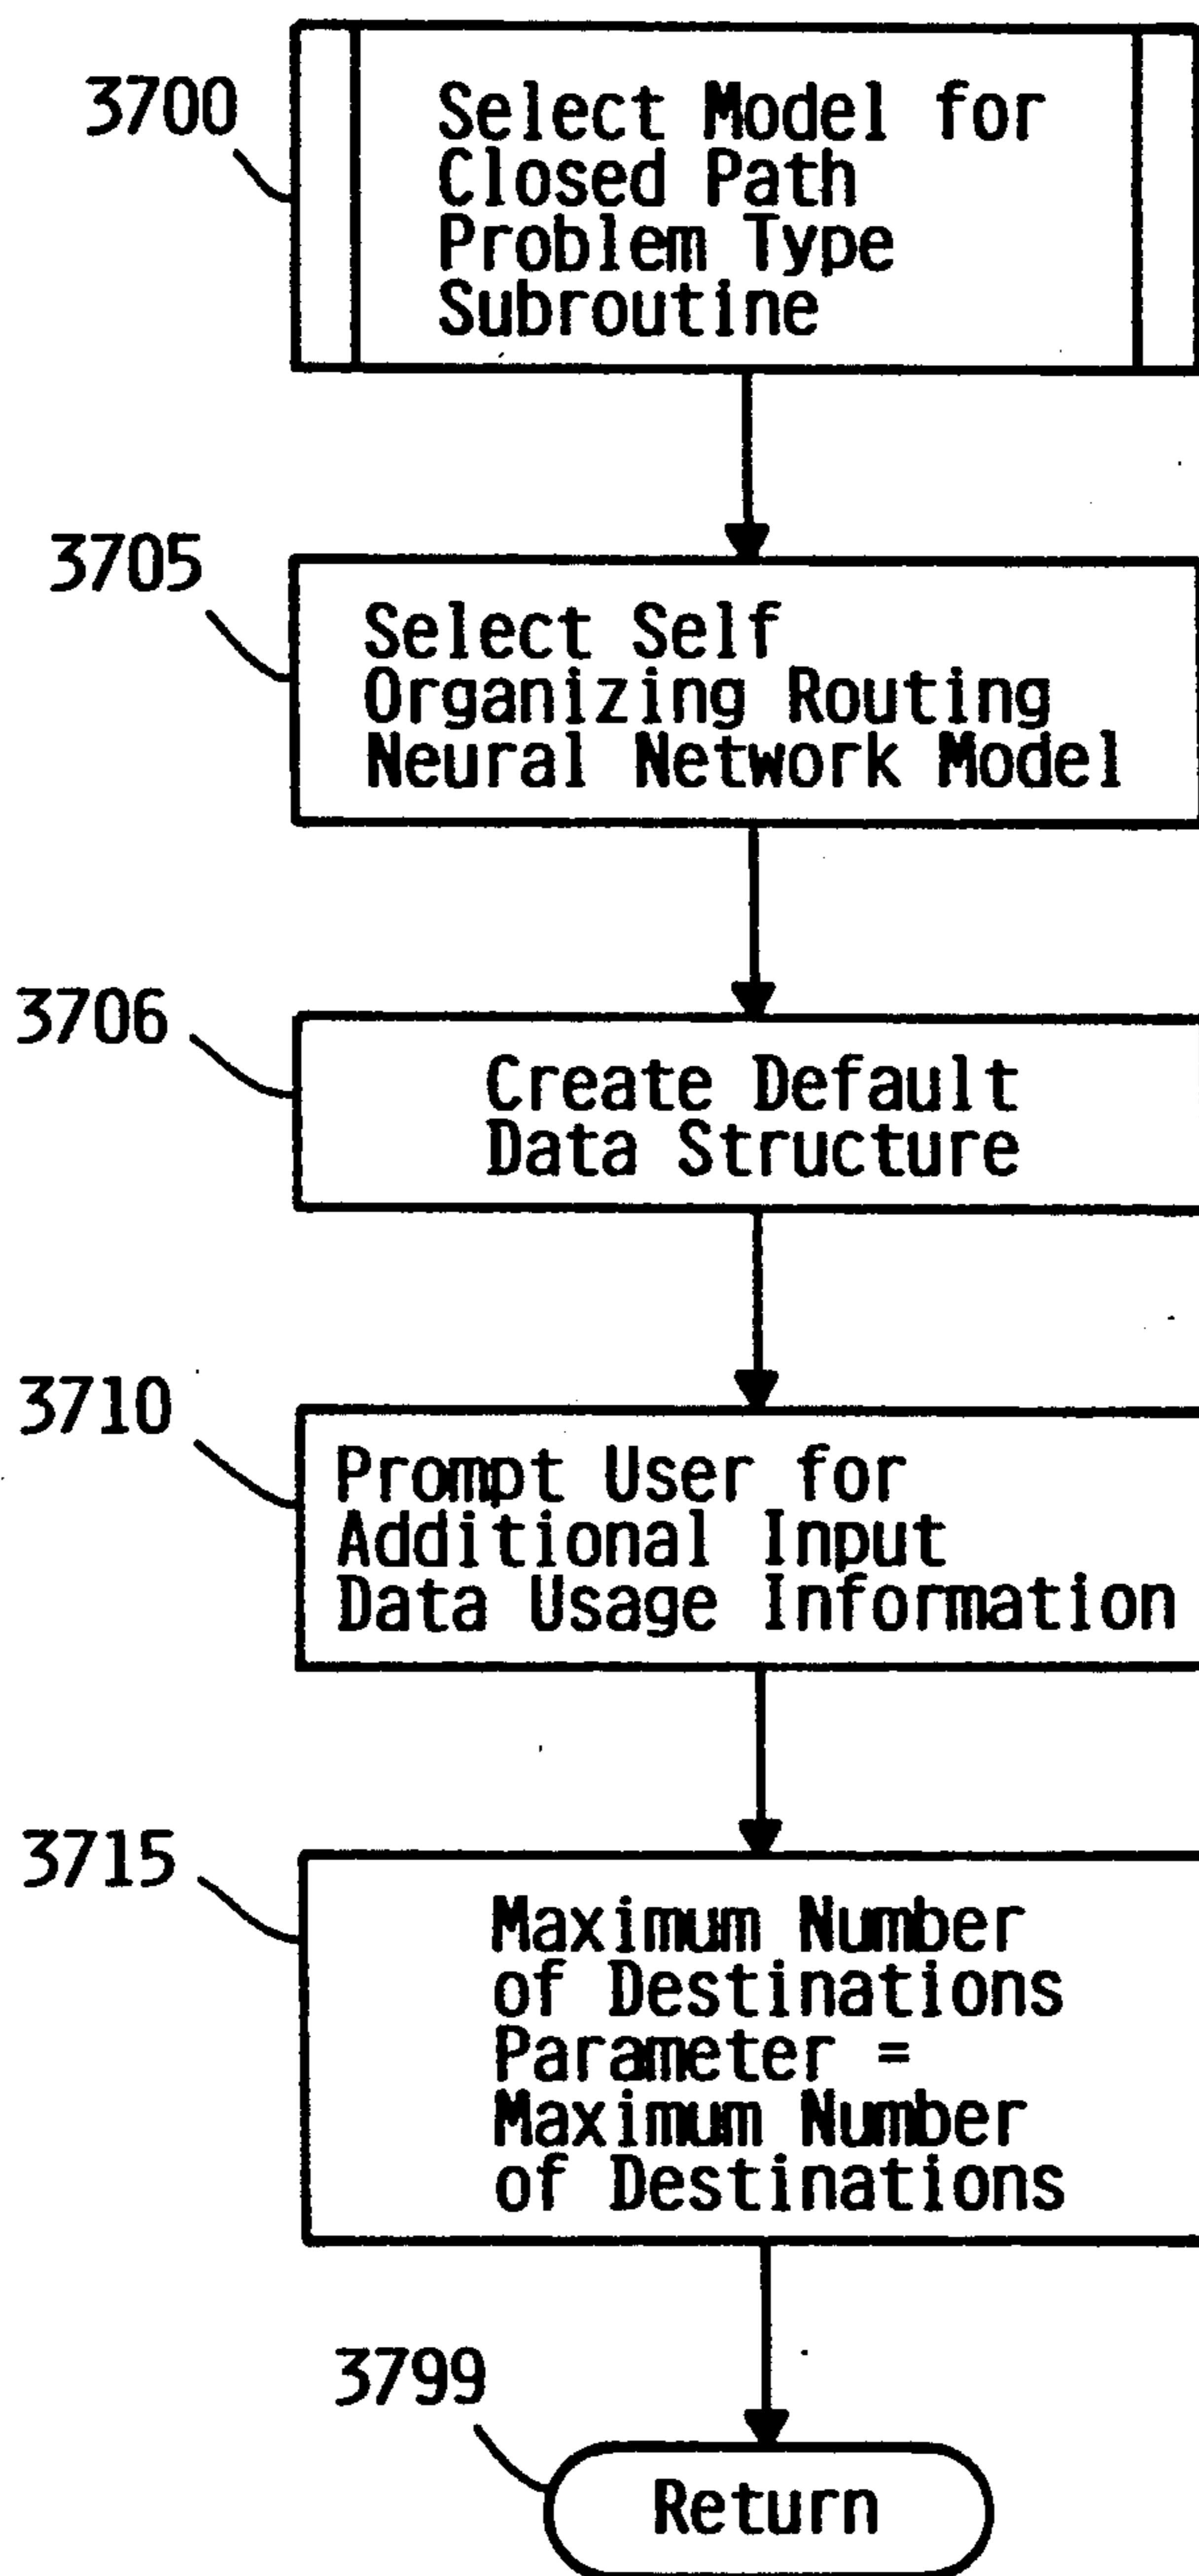 3700
Select Model for
Closed Path
Problem Type
Subroutine
3705
Select Self
Organizing Routing
Neural Network Model
3706
Create Default
Data Structure
3710
Prompt User for
Additional Input
Data Usage Information
3715
Maximum Number
of Destinations
Parameter =
Maximum Number
of Destinations
3799
Return